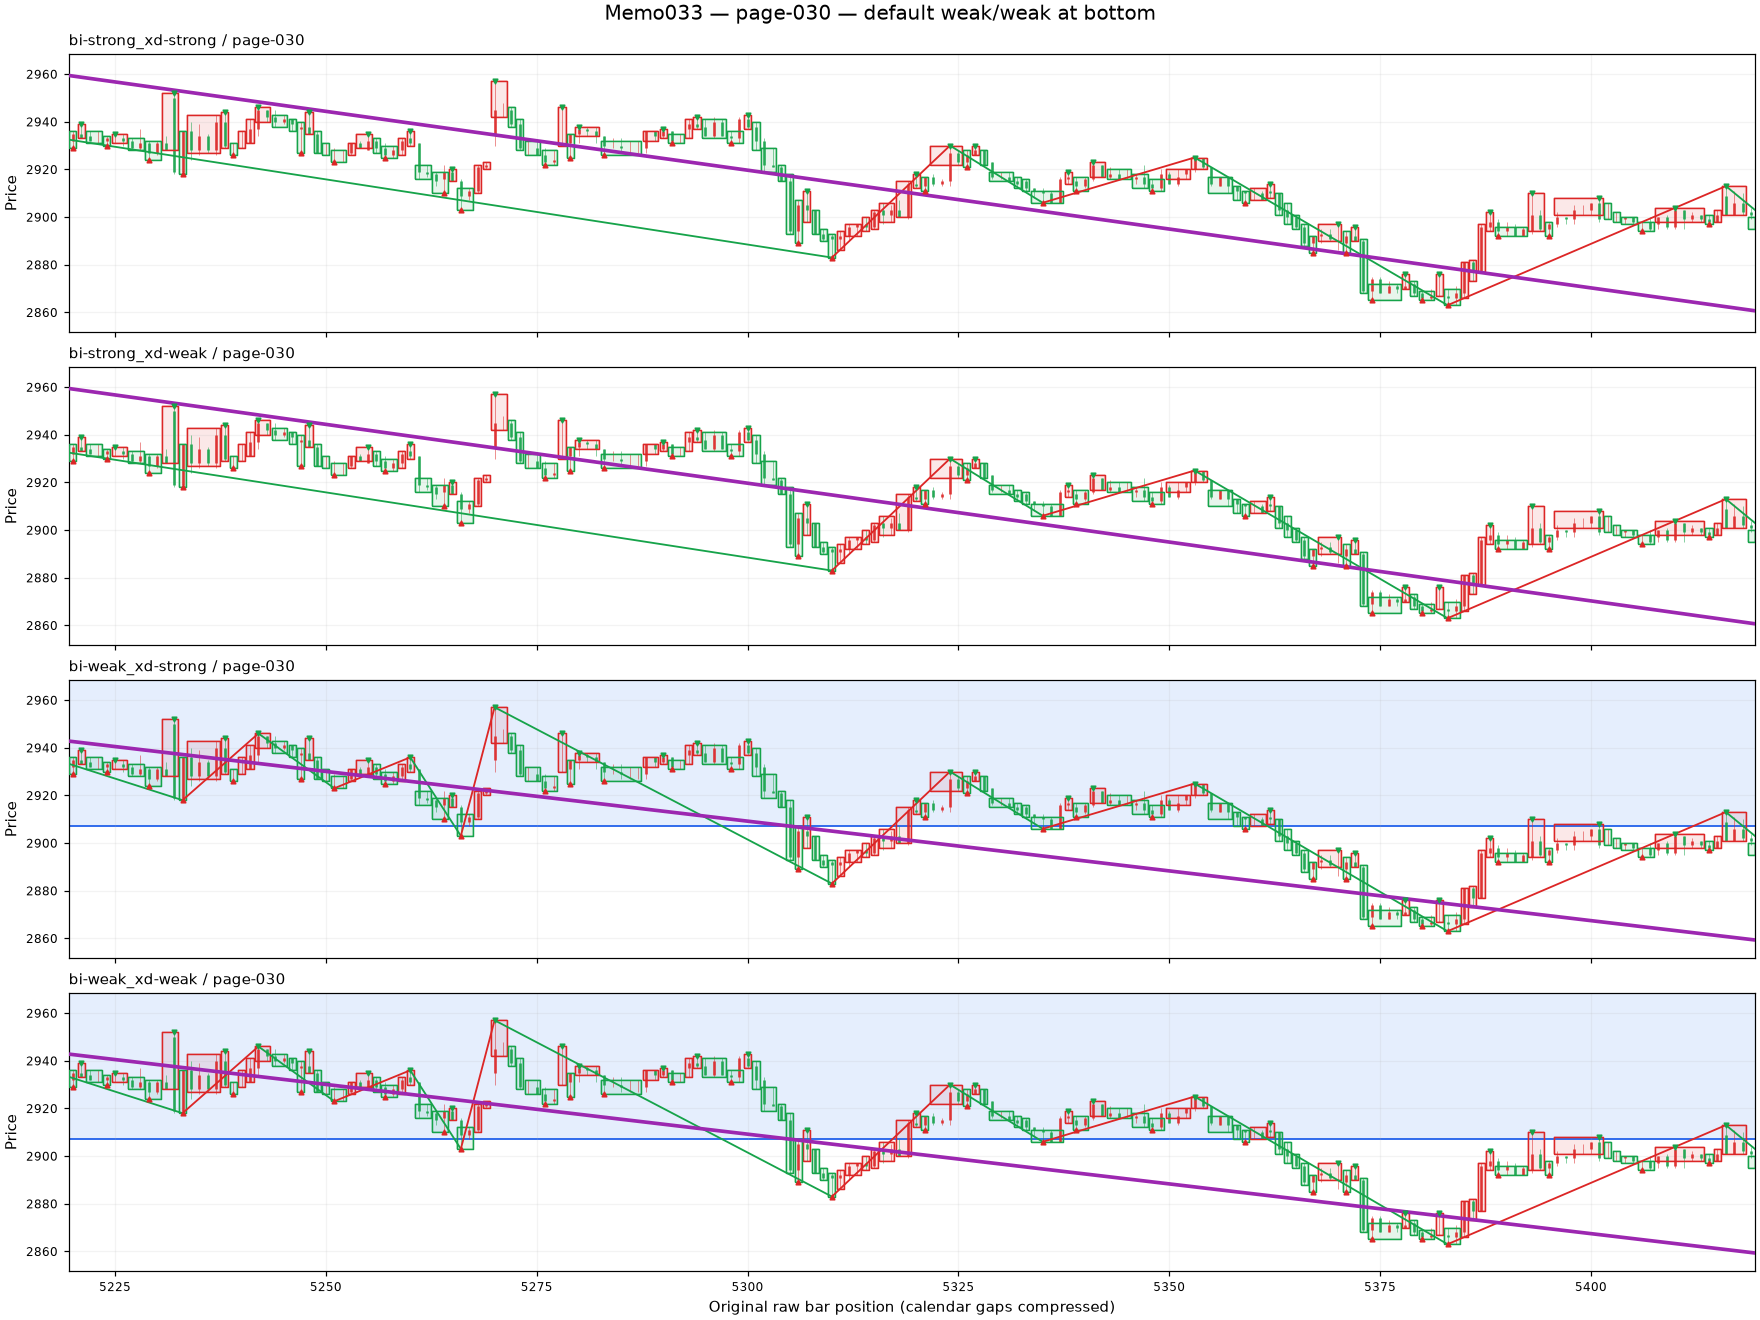 Memo033 — page-030 — default weak/weak at bottom
bi-strong_xd-strong / page-030
2960
2940
2920
2900
2880
2860
Price
bi-strong_xd-weak / page-030
2960
2940
2920
2900
2880
2860
Price
bi-weak_xd-strong / page-030
2960
2940
2920
2900
2880
2860
Price
bi-weak_xd-weak / page-030
2960
2940
2920
2900
2880
2860
Price
5225 5250 5275 5300 5325 5350 5375 5400
Original raw bar position (calendar gaps compressed)